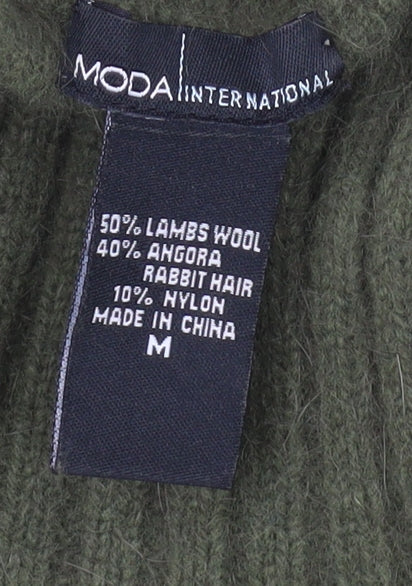 MODA INTERNATIONAL
50% LAMBS WOOL
40% ANGORA
RABBIT HAIR
10% NYLON
MADE IN CHINA
M